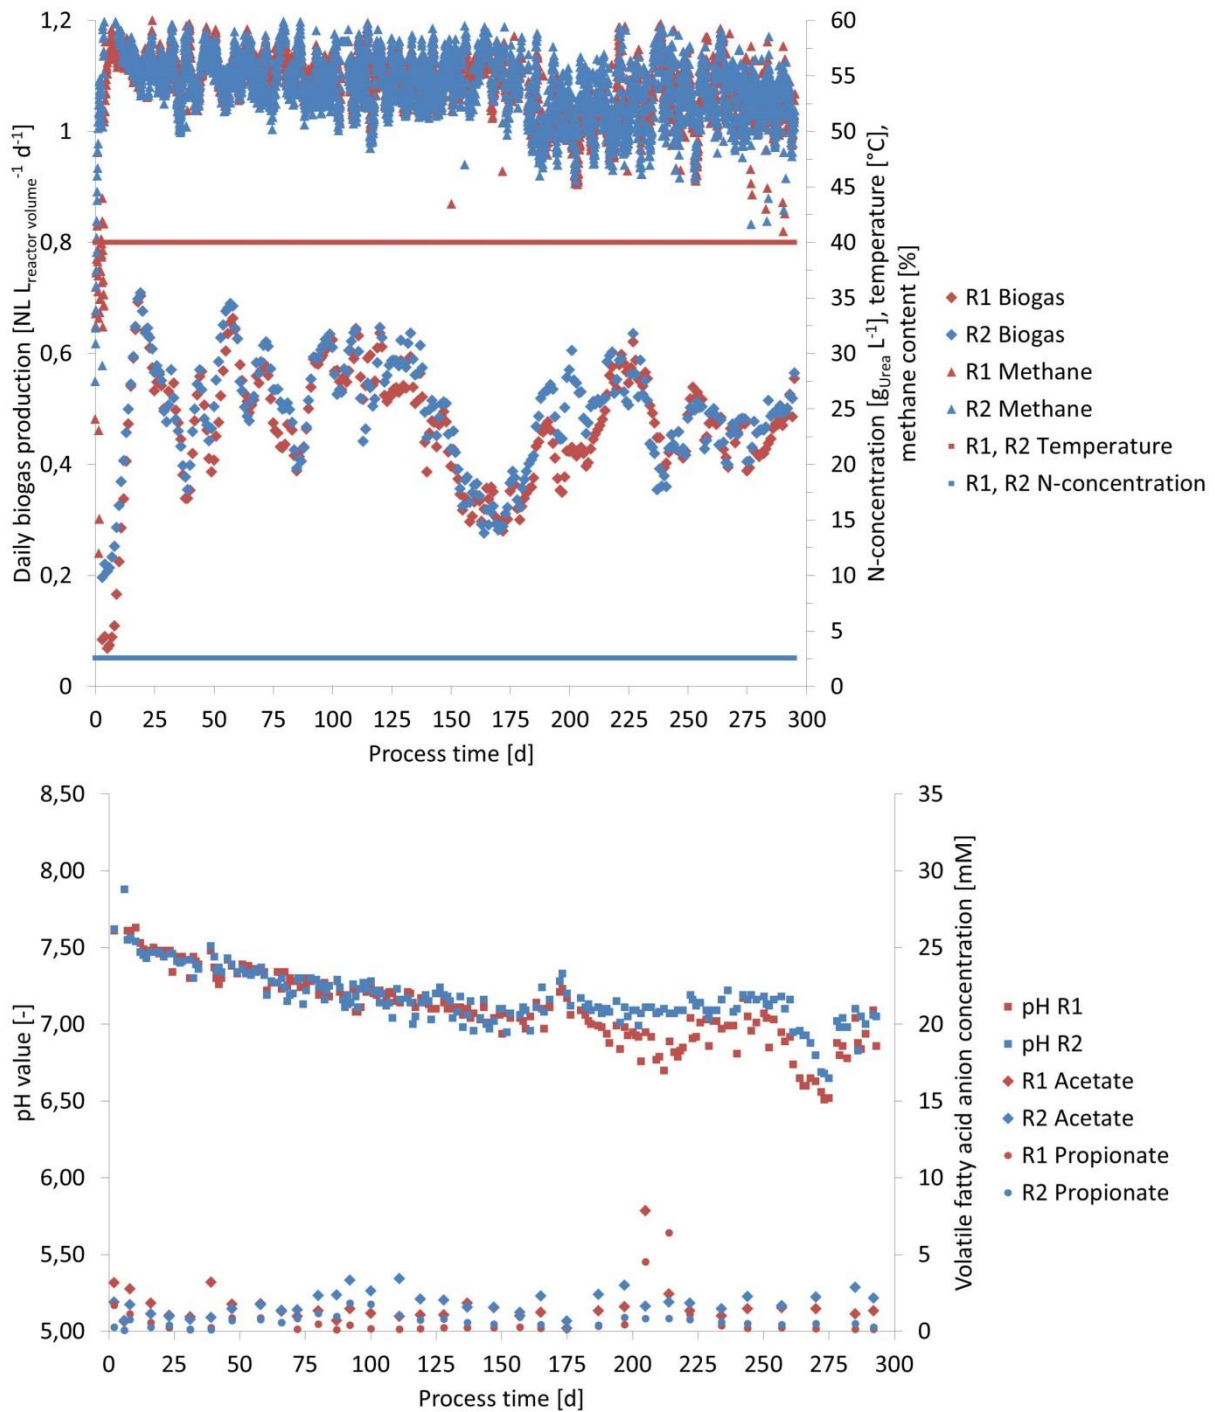 1,2
1
0,8
0,6
0,4
0,2
0
Daily biogas production [NL L_reactor volume^-1 d^-1]
60
55
50
45
40
35
30
25
20
15
10
5
0
N-concentration [g_Urea L^-1], temperature [°C],
methane content [%]
0 25 50 75 100 125 150 175 200 225 250 275 300
Process time [d]
R1 Biogas
R2 Biogas
R1 Methane
R2 Methane
R1, R2 Temperature
R1, R2 N-concentration
8,50
8,00
7,50
7,00
6,50
6,00
5,50
5,00
pH value [-]
35
30
25
20
15
10
5
0
Volatile fatty acid anion concentration [mM]
0 25 50 75 100 125 150 175 200 225 250 275 300
Process time [d]
pH R1
pH R2
R1 Acetate
R2 Acetate
R1 Propionate
R2 Propionate